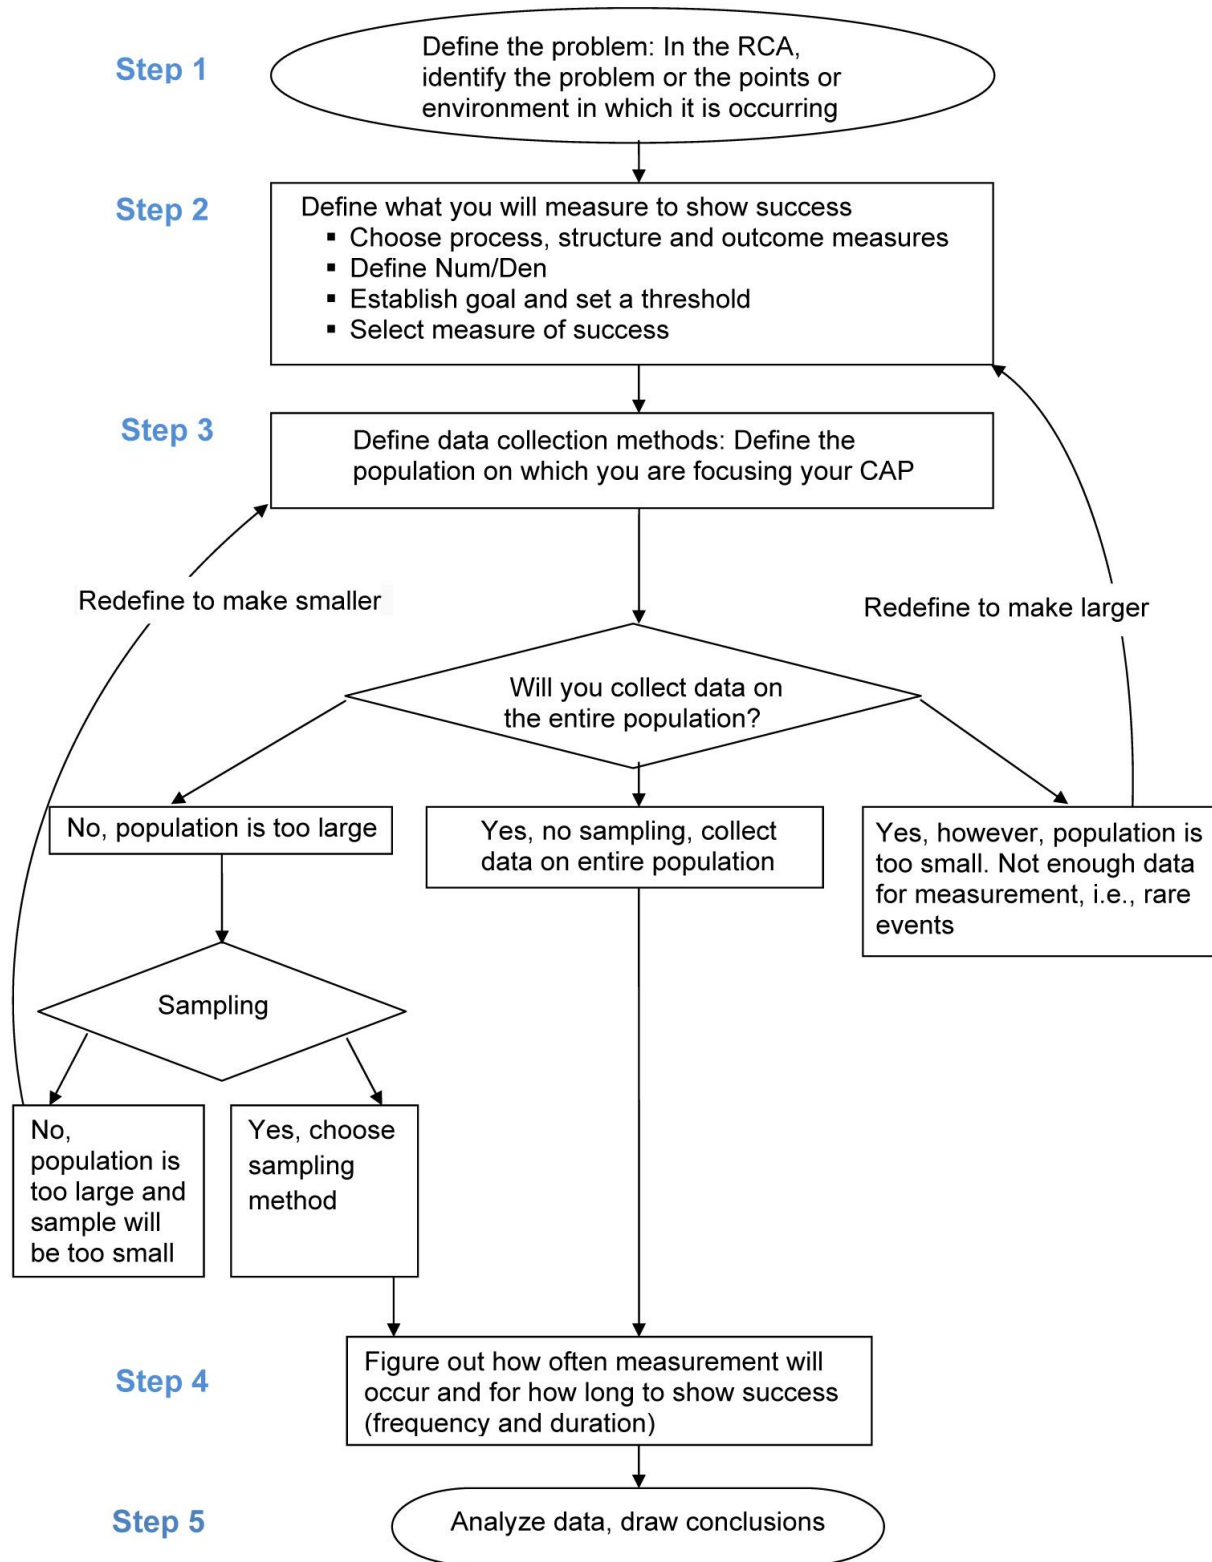 Step 1
Define the problem: In the RCA,
identify the problem or the points or
environment in which it is occurring
Step 2
Define what you will measure to show success
▪ Choose process, structure and outcome measures
▪ Define Num/Den
▪ Establish goal and set a threshold
▪ Select measure of success
Step 3
Define data collection methods: Define the
population on which you are focusing your CAP
Redefine to make smaller
Redefine to make larger
Will you collect data on
the entire population?
No, population is too large
Yes, no sampling, collect
data on entire population
Yes, however, population is
too small. Not enough data
for measurement, i.e., rare
events
Sampling
No,
population is
too large and
sample will
be too small
Yes, choose
sampling
method
Step 4
Figure out how often measurement will
occur and for how long to show success
(frequency and duration)
Step 5
Analyze data, draw conclusions